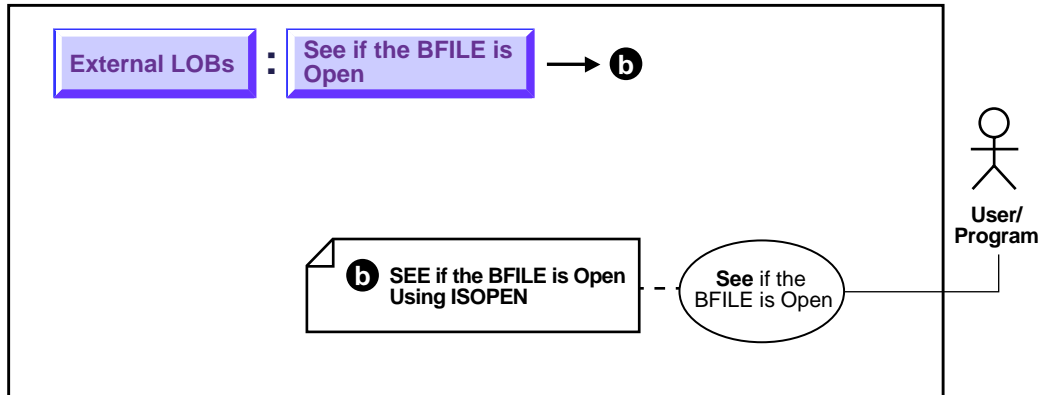 External LOBs : See if the BFILE is
Open
b
User/
Program
b SEE if the BFILE is Open
Using ISOPEN
See if the
BFILE is Open